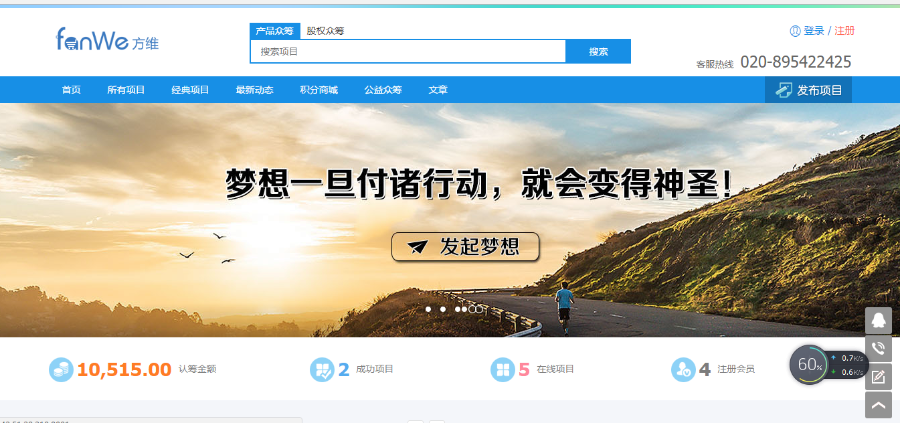 fanWe 方维
产品众筹 股权众筹
搜索项目 搜索
登录 / 注册
客服热线 020-895422425
首页 所有项目 经典项目 最新动态 积分商城 公益众筹 文章 发布项目
梦想一旦付诸行动，就会变得神圣！
发起梦想
10,515.00 认筹金额 2 成功项目 5 在线项目 4 注册会员
60%
0.7K/s
0.6K/s